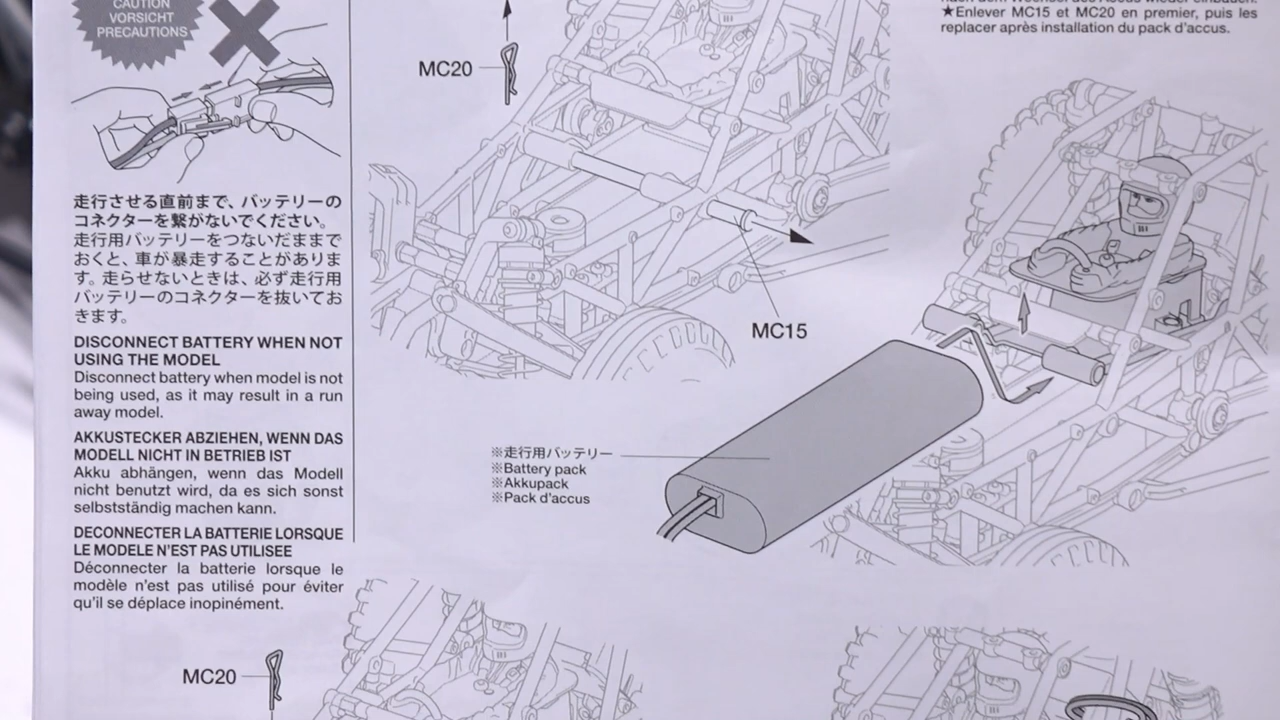 CAUTION
VORSICHT
PRECAUTIONS
走行させる直前まで、バッテリーの
コネクターを繋がないでください。
走行用バッテリーをつないだままで
おくと、車が暴走することがありま
す。走らせないときは、必ず走行用
バッテリーのコネクターを抜いてお
きます。
DISCONNECT BATTERY WHEN NOT
USING THE MODEL
Disconnect battery when model is not
being used, as it may result in a run
away model.
AKKUSTECKER ABZIEHEN, WENN DAS
MODELL NICHT IN BETRIEB IST
Akku abhängen, wenn das Modell
nicht benutzt wird, da es sich sonst
selbstständig machen kann.
DECONNECTER LA BATTERIE LORSQUE
LE MODELE N'EST PAS UTILISEE
Déconnecter la batterie lorsque le
modèle n'est pas utilisé pour éviter
qu'il se déplace inopinément.
MC20
MC15
★Enlever MC15 et MC20 en premier, puis les
replacer après installation du pack d'accus.
※走行用バッテリー
※Battery pack
※Akkupack
※Pack d'accus
MC20